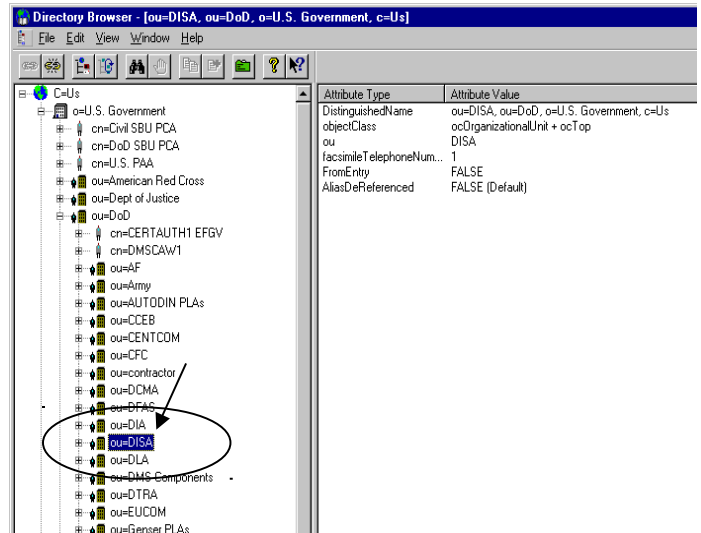 Directory Browser - [ou=DISA, ou=DoD, o=U.S. Government, c=Us]
File Edit View Window Help
C=Us
o=U.S. Government
cn=Civil SBU PCA
cn=DoD SBU PCA
cn=U.S. PAA
ou=American Red Cross
ou=Dept of Justice
ou=DoD
cn=CERTAUTH1 EFGV
cn=DMSCAW1
ou=AF
ou=Army
ou=AUTODIN PLAs
ou=CCEB
ou=CENTCOM
ou=CFC
ou=contractor
ou=DCMA
ou=DFAS
ou=DIA
ou=DISA
ou=DLA
ou=DMS Components
ou=DTRA
ou=EUCOM
ou=Genser PLAs
Attribute Type Attribute Value
DistinguishedName ou=DISA, ou=DoD, o=U.S. Government, c=Us
objectClass ocOrganizationalUnit + ocTop
ou DISA
facsimileTelephoneNum... 1
FromEntry FALSE
AliasDeReferenced FALSE (Default)